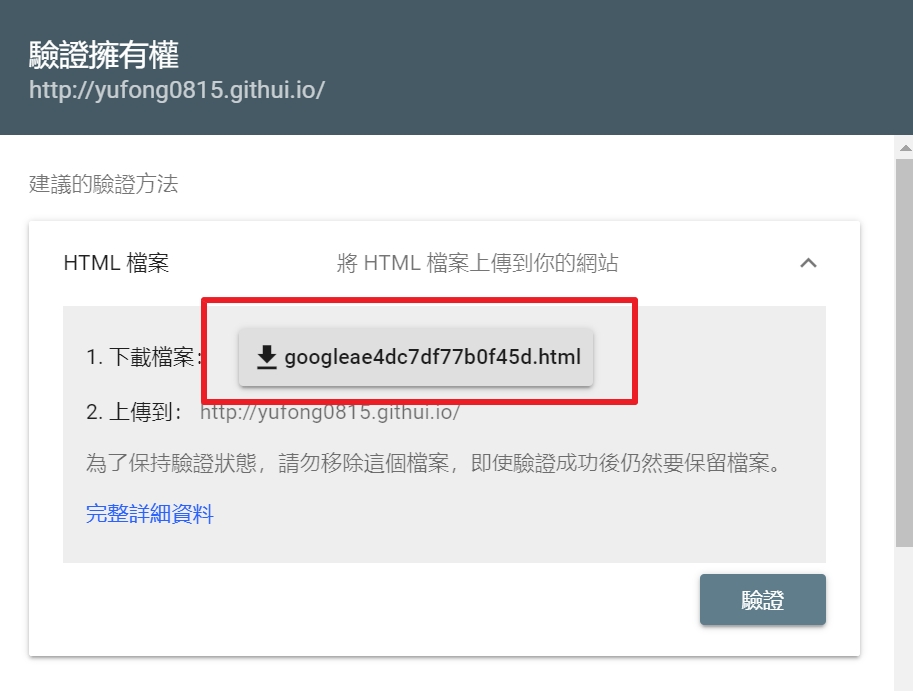 驗證擁有權
http://yufong0815.githui.io/
建議的驗證方法
HTML 檔案 將 HTML 檔案上傳到你的網站
1. 下載檔案: googleae4dc7df77b0f45d.html
2. 上傳到: http://yufong0815.githui.io/
為了保持驗證狀態，請勿移除這個檔案，即使驗證成功後仍然要保留檔案。
完整詳細資料
驗證